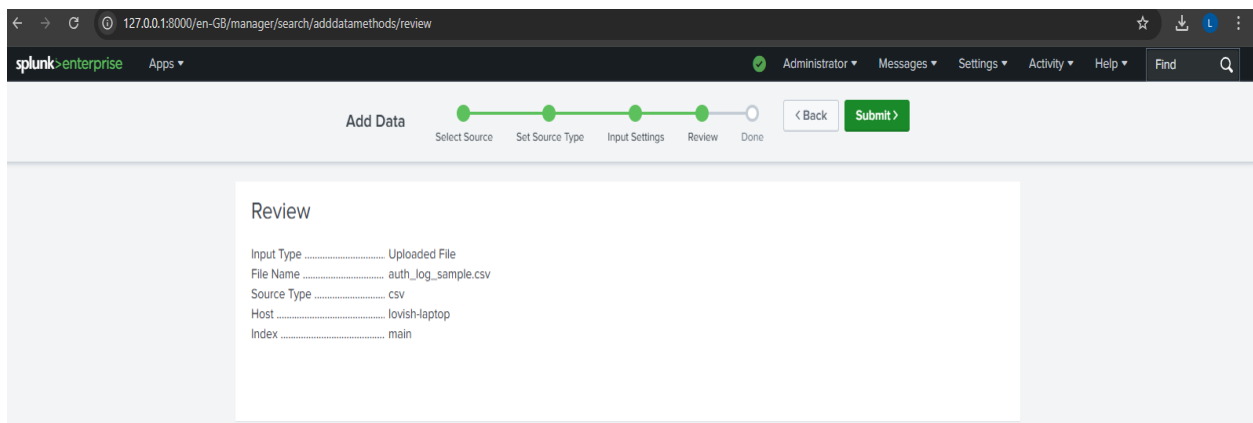 127.0.0.1:8000/en-GB/manager/search/adddatamethods/review
L
splunk>enterprise Apps Administrator Messages Settings Activity Help Find
Add Data Select Source Set Source Type Input Settings Review Done < Back Submit >
Review
Input Type ................................ Uploaded File
File Name ................................ auth_log_sample.csv
Source Type ............................ csv
Host ........................................... lovish-laptop
Index ......................................... main